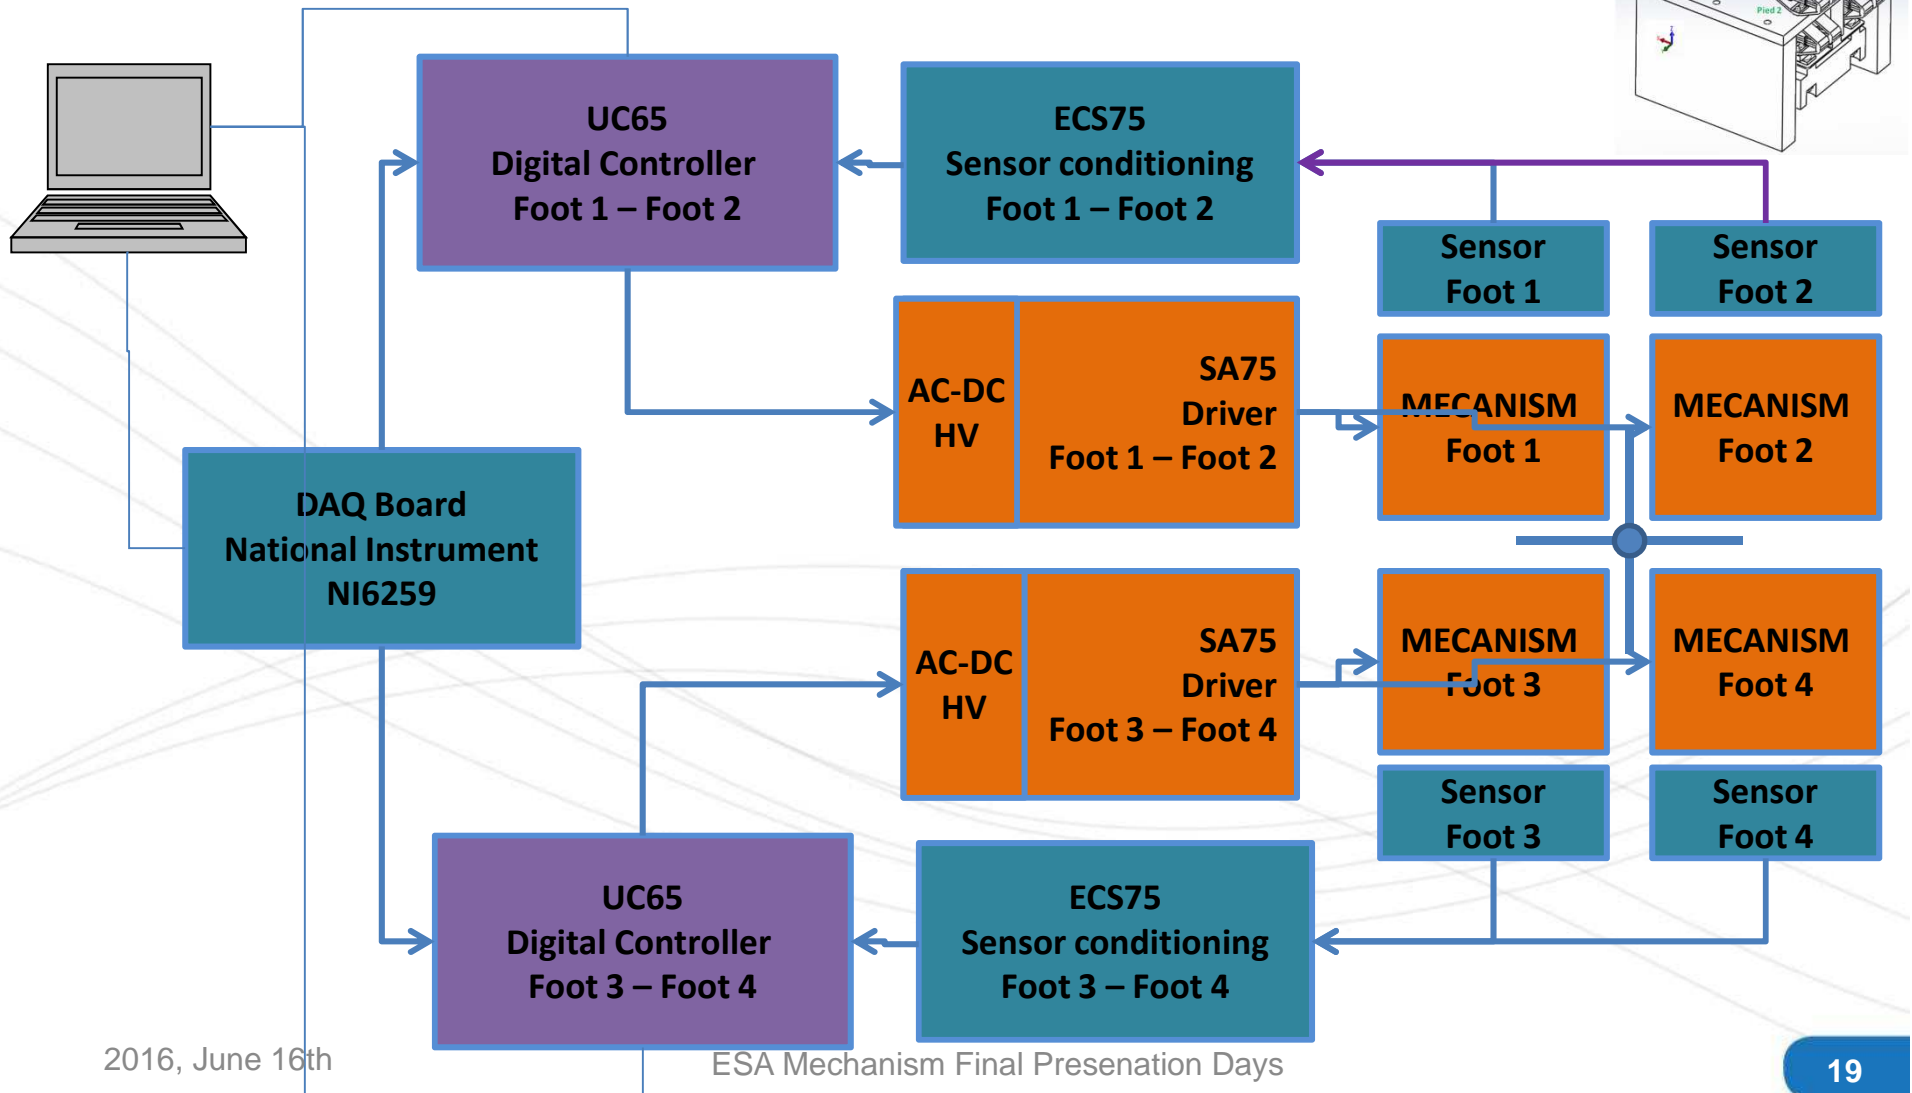 Pied 2
UC65
Digital Controller
Foot 1 – Foot 2
ECS75
Sensor conditioning
Foot 1 – Foot 2
Sensor
Foot 1
Sensor
Foot 2
AC-DC
HV
SA75
Driver
Foot 1 – Foot 2
MECANISM
Foot 1
MECANISM
Foot 2
DAQ Board
National Instrument
NI6259
AC-DC
HV
SA75
Driver
Foot 3 – Foot 4
MECANISM
Foot 3
MECANISM
Foot 4
Sensor
Foot 3
Sensor
Foot 4
UC65
Digital Controller
Foot 3 – Foot 4
ECS75
Sensor conditioning
Foot 3 – Foot 4
2016, June 16th
ESA Mechanism Final Presenation Days
19